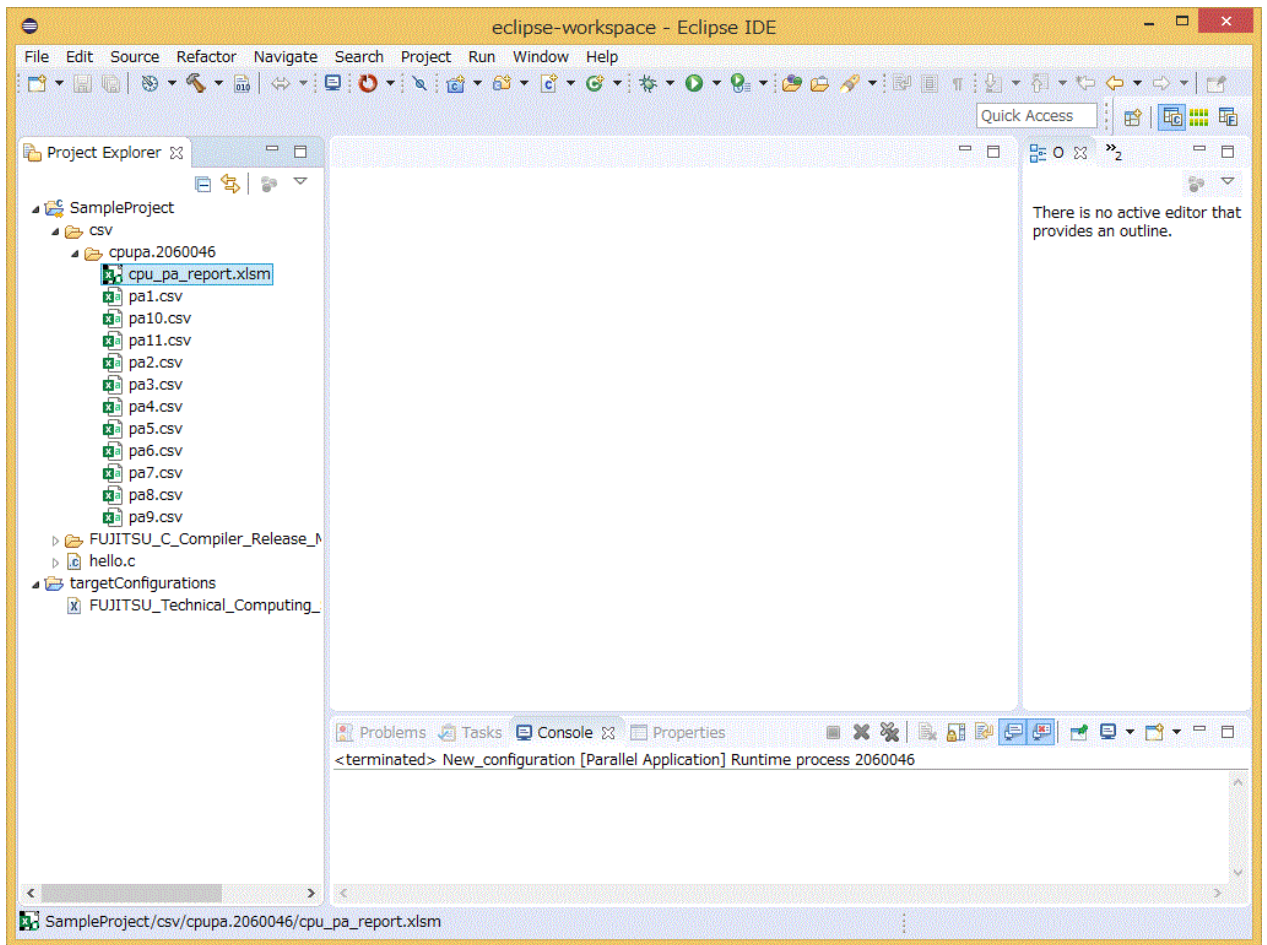 eclipse-workspace - Eclipse IDE
File Edit Source Refactor Navigate Search Project Run Window Help
Quick Access
Project Explorer
O
»2
SampleProject
csv
cpupa.2060046
cpu_pa_report.xlsm
pa1.csv
pa10.csv
pa11.csv
pa2.csv
pa3.csv
pa4.csv
pa5.csv
pa6.csv
pa7.csv
pa8.csv
pa9.csv
FUJITSU_C_Compiler_Release_
hello.c
targetConfigurations
FUJITSU_Technical_Computing_
There is no active editor that
provides an outline.
Problems Tasks Console Properties
<terminated> New_configuration [Parallel Application] Runtime process 2060046
SampleProject/csv/cpupa.2060046/cpu_pa_report.xlsm